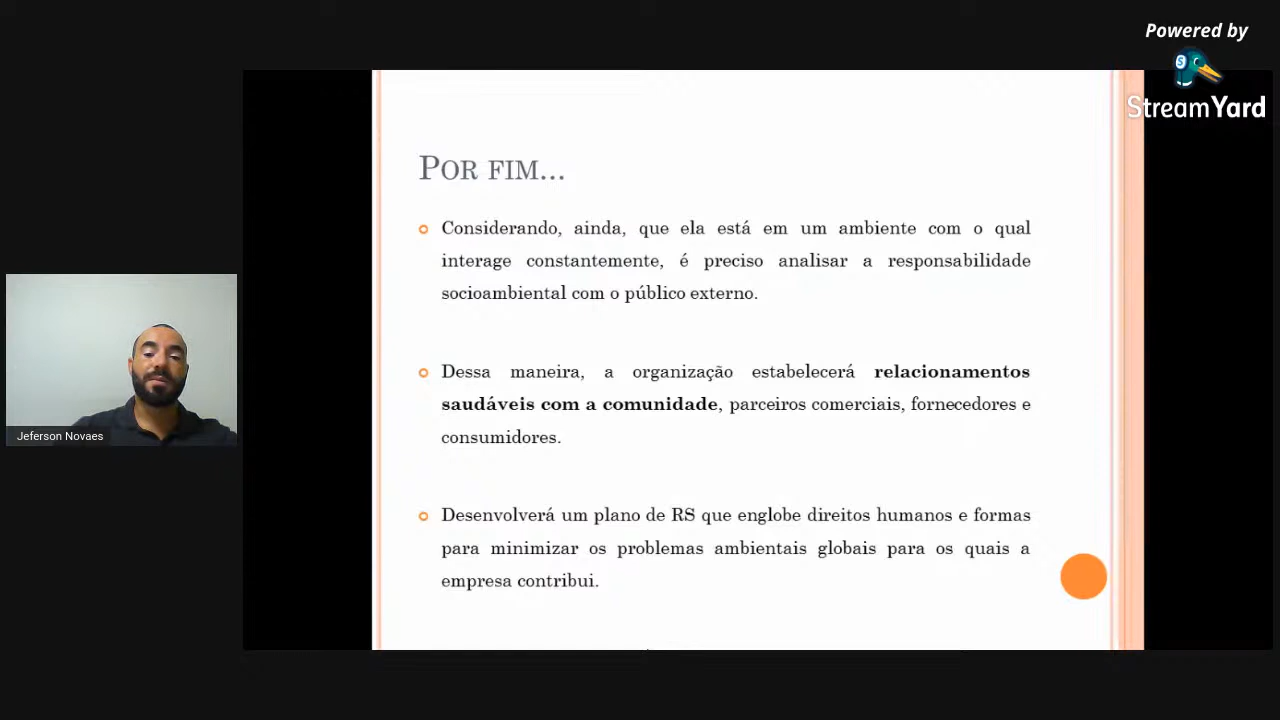 Powered by
StreamYard
POR FIM...
Considerando, ainda, que ela está em um ambiente com o qual
interage constantemente, é preciso analisar a responsabilidade
socioambiental com o público externo.
Dessa maneira, a organização estabelecerá relacionamentos
saudáveis com a comunidade, parceiros comerciais, fornecedores e
consumidores.
Desenvolverá um plano de RS que englobe direitos humanos e formas
para minimizar os problemas ambientais globais para os quais a
empresa contribui.
Jeferson Novaes